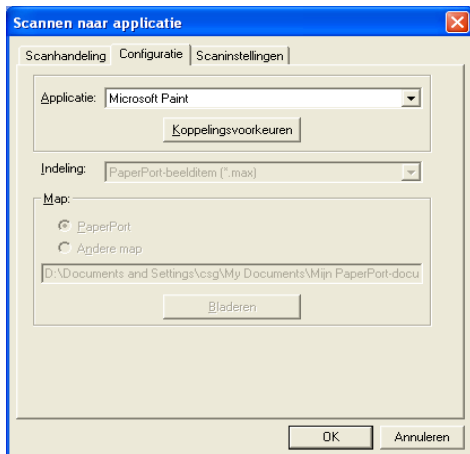 Scannen naar applicatie
Scanhandeling Configuratie Scaninstellingen
Applicatie: Microsoft Paint
Koppelingsvoorkeuren
Indeling: PaperPort-beelditem (*.max)
Map:
PaperPort
Andere map
D:\Documents and Settings\csg\My Documents\Mijn PaperPort-docu
Bladeren
OK Annuleren